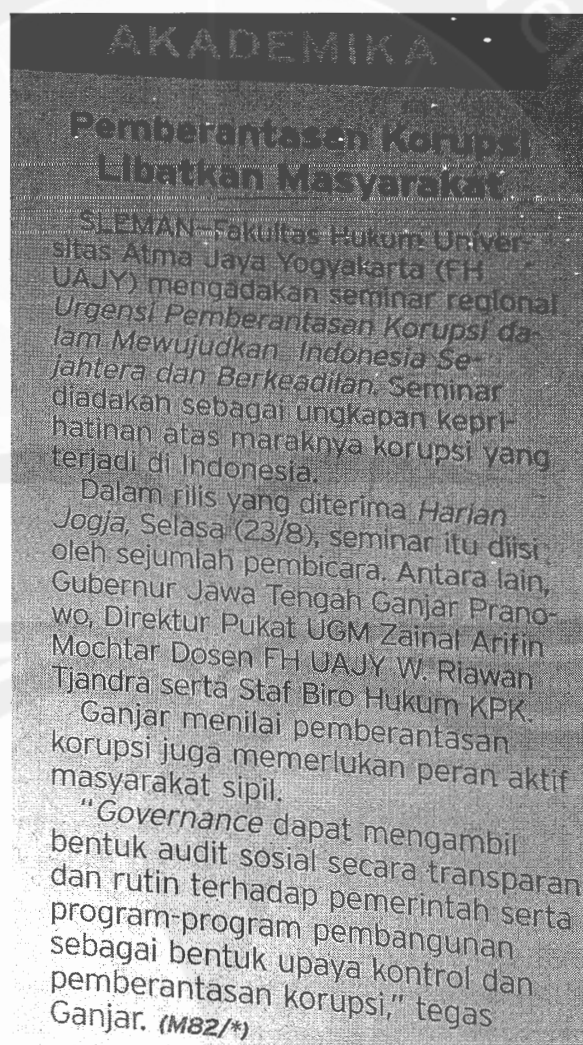 AKADEMIKA
Pemberantasan Korupsi
Libatkan Masyarakat
SLEMAN–Fakultas Hukum Univer-
sitas Atma Jaya Yogyakarta (FH
UAJY) mengadakan seminar regional
Urgensi Pemberantasan Korupsi da-
lam Mewujudkan Indonesia Se-
jahtera dan Berkeadilan. Seminar
diadakan sebagai ungkapan kepri-
hatinan atas maraknya korupsi yang
terjadi di Indonesia.
Dalam rilis yang diterima Harian
Jogja, Selasa (23/8), seminar itu diisi
oleh sejumlah pembicara. Antara lain,
Gubernur Jawa Tengah Ganjar Prano-
wo, Direktur Pukat UGM Zainal Arifin
Mochtar Dosen FH UAJY W. Riawan
Tjandra serta Staf Biro Hukum KPK.
Ganjar menilai pemberantasan
korupsi juga memerlukan peran aktif
masyarakat sipil.
“Governance dapat mengambil
bentuk audit sosial secara transparan
dan rutin terhadap pemerintah serta
program-program pembangunan
sebagai bentuk upaya kontrol dan
pemberantasan korupsi,” tegas
Ganjar. (M82/*)